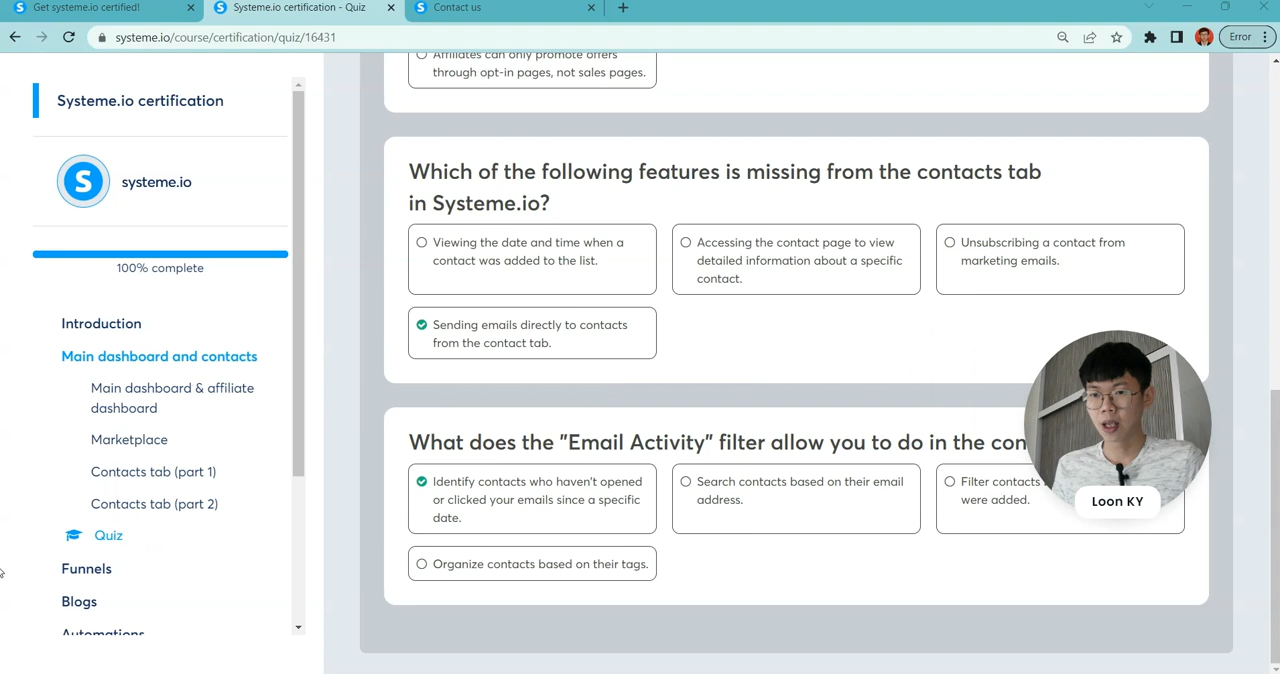 Get systeme.io certified!
Systeme.io certification - Quiz
Contact us
systeme.io/course/certification/quiz/16431
Error
Systeme.io certification
S
systeme.io
100% complete
Introduction
Main dashboard and contacts
Main dashboard & affiliate
dashboard
Marketplace
Contacts tab (part 1)
Contacts tab (part 2)
Quiz
Funnels
Blogs
Automations
Affiliates can only promote offers
through opt-in pages, not sales pages.
Which of the following features is missing from the contacts tab
in Systeme.io?
Viewing the date and time when a
contact was added to the list.
Accessing the contact page to view
detailed information about a specific
contact.
Unsubscribing a contact from
marketing emails.
Sending emails directly to contacts
from the contact tab.
What does the "Email Activity" filter allow you to do in the con
Identify contacts who haven't opened
or clicked your emails since a specific
date.
Search contacts based on their email
address.
Filter contacts
were added.
Organize contacts based on their tags.
Loon KY